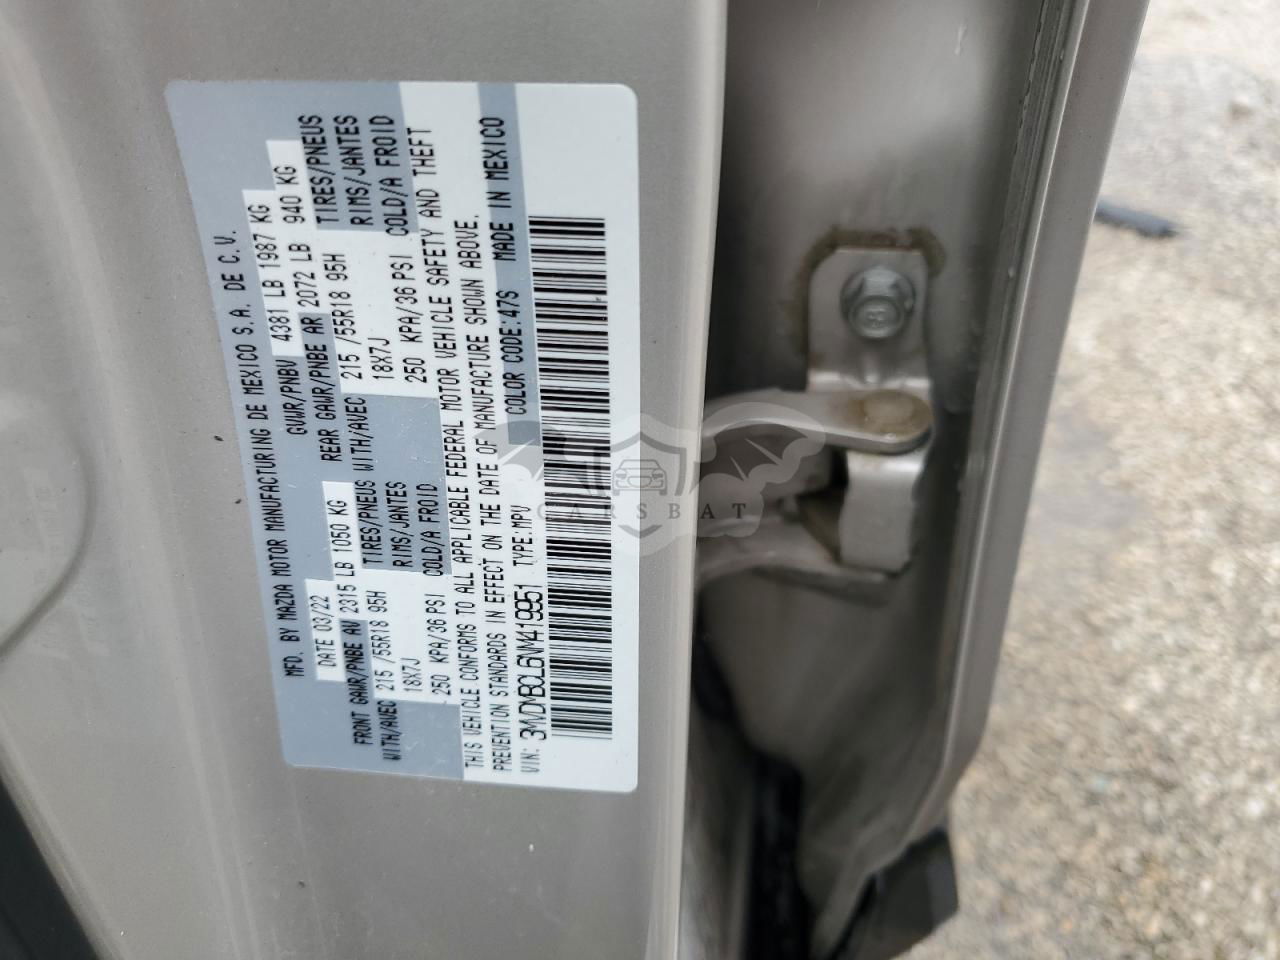 MFD. BY MAZDA MOTOR MANUFACTURING DE MEXICO S.A. DE C.V.
DATE 03/22 GVWR/PNBV 4381 LB 1987 KG
FRONT GAWR/PNBE AV 2315 LB 1050 KG REAR GAWR/PNBE AR 2072 LB 940 KG
WITH/AVEC 215 /55R18 95H TIRES/PNEUS WITH/AVEC 215 /55R18 95H TIRES/PNEUS
18X7J RIMS/JANTES 18X7J RIMS/JANTES
250 KPA/36 PSI COLD/A FROID 250 KPA/36 PSI COLD/A FROID
THIS VEHICLE CONFORMS TO ALL APPLICABLE FEDERAL MOTOR VEHICLE SAFETY AND THEFT
PREVENTION STANDARDS IN EFFECT ON THE DATE OF MANUFACTURE SHOWN ABOVE.
VIN: 3MVDMBCL6NM419951 TYPE:MPV COLOR CODE:47S MADE IN MEXICO
CARSBAT